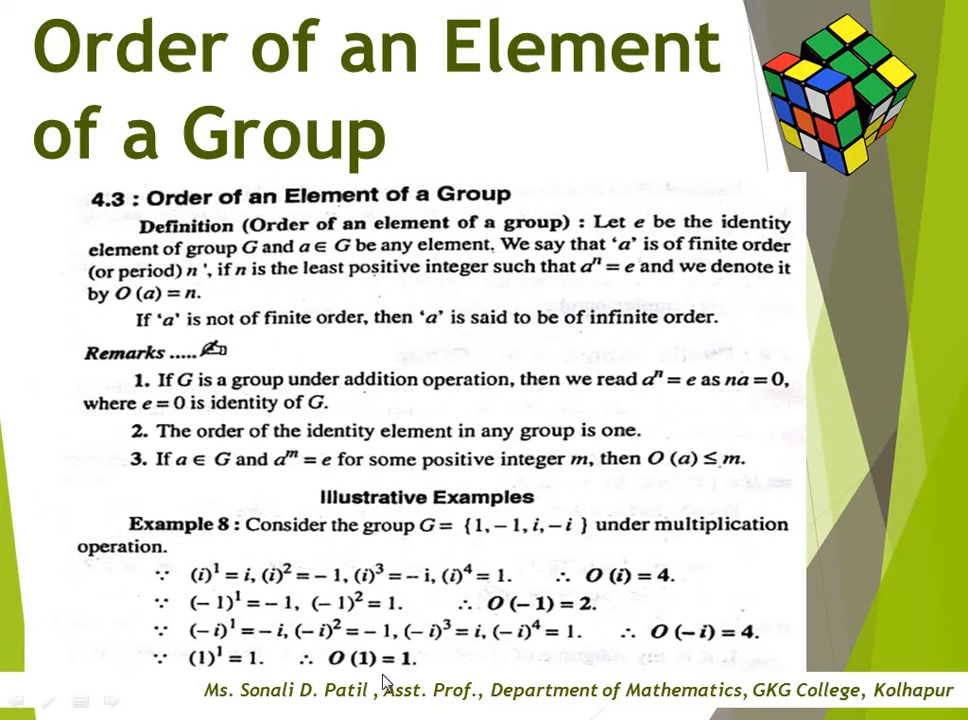 Order of an Element
of a Group
4.3 : Order of an Element of a Group
Definition (Order of an element of a group) : Let e be the identity
element of group G and a ∈ G be any element. We say that ‘a’ is of finite order
(or period) n ', if n is the least positive integer such that aⁿ = e and we denote it
by O (a) = n.
If ‘a’ is not of finite order, then ‘a’ is said to be of infinite order.
Remarks .....✍
1. If G is a group under addition operation, then we read aⁿ = e as na = 0,
where e = 0 is identity of G.
2. The order of the identity element in any group is one.
3. If a ∈ G and aᵐ = e for some positive integer m, then O (a) ≤ m.
Illustrative Examples
Example 8 : Consider the group G = {1, – 1, i, – i } under multiplication
operation.
∵ (i)¹ = i, (i)² = – 1, (i)³ = – i, (i)⁴ = 1. ∴ O (i) = 4.
∵ (– 1)¹ = – 1, (– 1)² = 1. ∴ O (– 1) = 2.
∵ (– i)¹ = – i, (– i)² = – 1, (– i)³ = i, (– i)⁴ = 1. ∴ O (– i) = 4.
∵ (1)¹ = 1. ∴ O (1) = 1.
Ms. Sonali D. Patil , Asst. Prof., Department of Mathematics, GKG College, Kolhapur